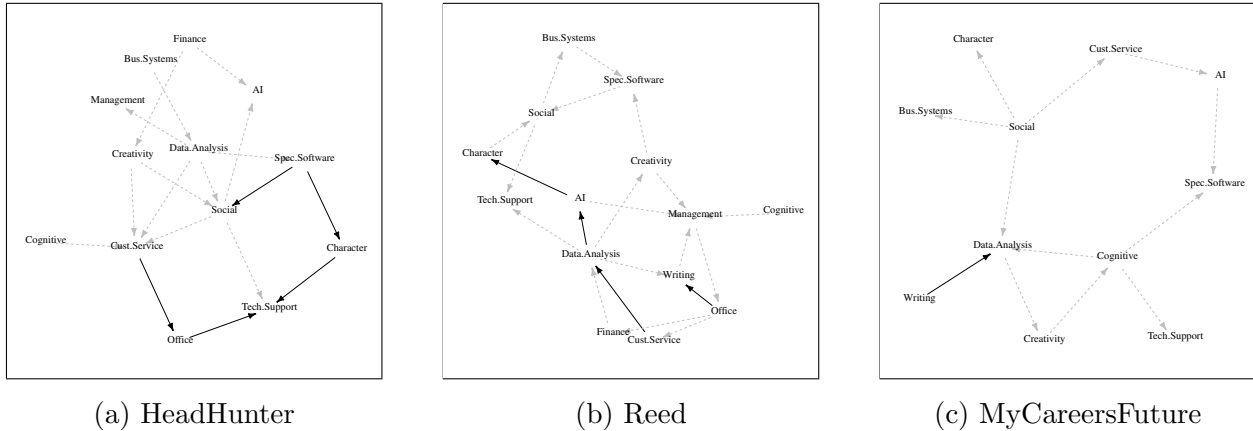 Finance
Bus.Systems
AI
Management
Data.Analysis
Creativity
Spec.Software
Social
Cognitive
Cust.Service
Character
Tech.Support
Office
(a) HeadHunter
Bus.Systems
Spec.Software
Social
Character
Creativity
AI
Tech.Support
Management
Cognitive
Data.Analysis
Writing
Office
Finance
Cust.Service
(b) Reed
Character
Cust.Service
AI
Bus.Systems
Social
Spec.Software
Data.Analysis
Cognitive
Writing
Creativity
Tech.Support
(c) MyCareersFuture